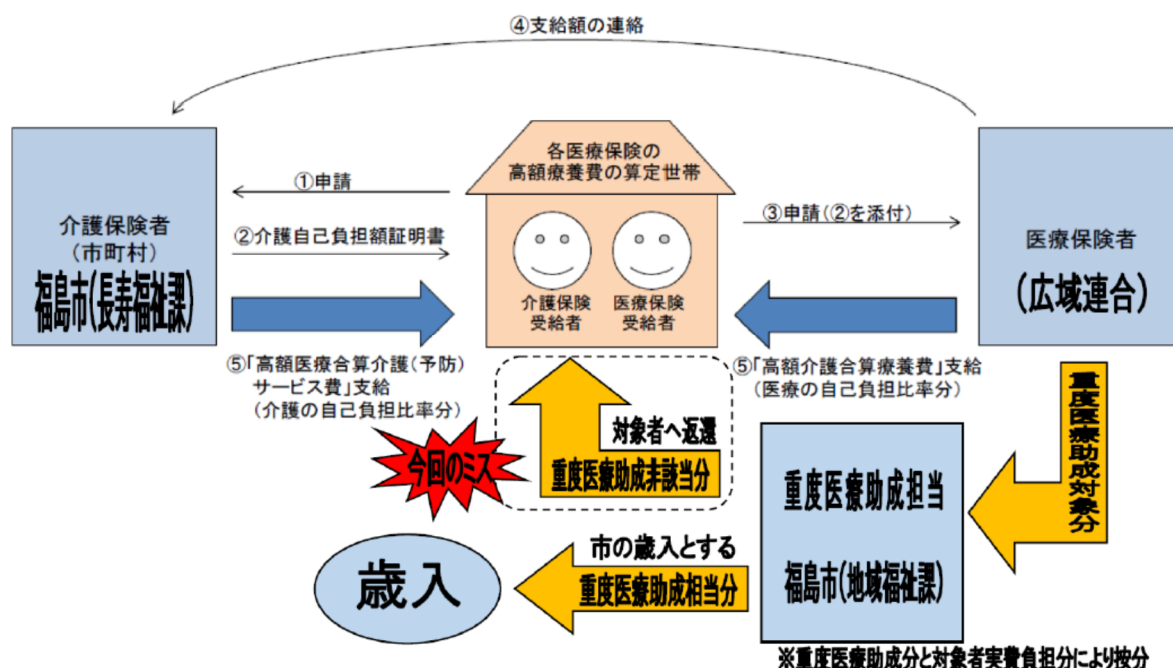 ④支給額の連絡
各医療保険の
高額療養費の算定世帯
①申請
介護保険者
(市町村)
福島市(長寿福祉課)
②介護自己負担額証明書
③申請(②を添付)
医療保険者
(広域連合)
介護保険
受給者
医療保険
受給者
⑤「高額医療合算介護(予防)
サービス費」支給
(介護の自己負担比率分)
⑤「高額介護合算療養費」支給
(医療の自己負担比率分)
重度医療助成対象分
今回のミス
対象者へ返還
重度医療助成非該当分
重度医療助成担当
福島市(地域福祉課)
市の歳入とする
重度医療助成相当分
歳入
※重度医療助成分と対象者実費負担分により按分